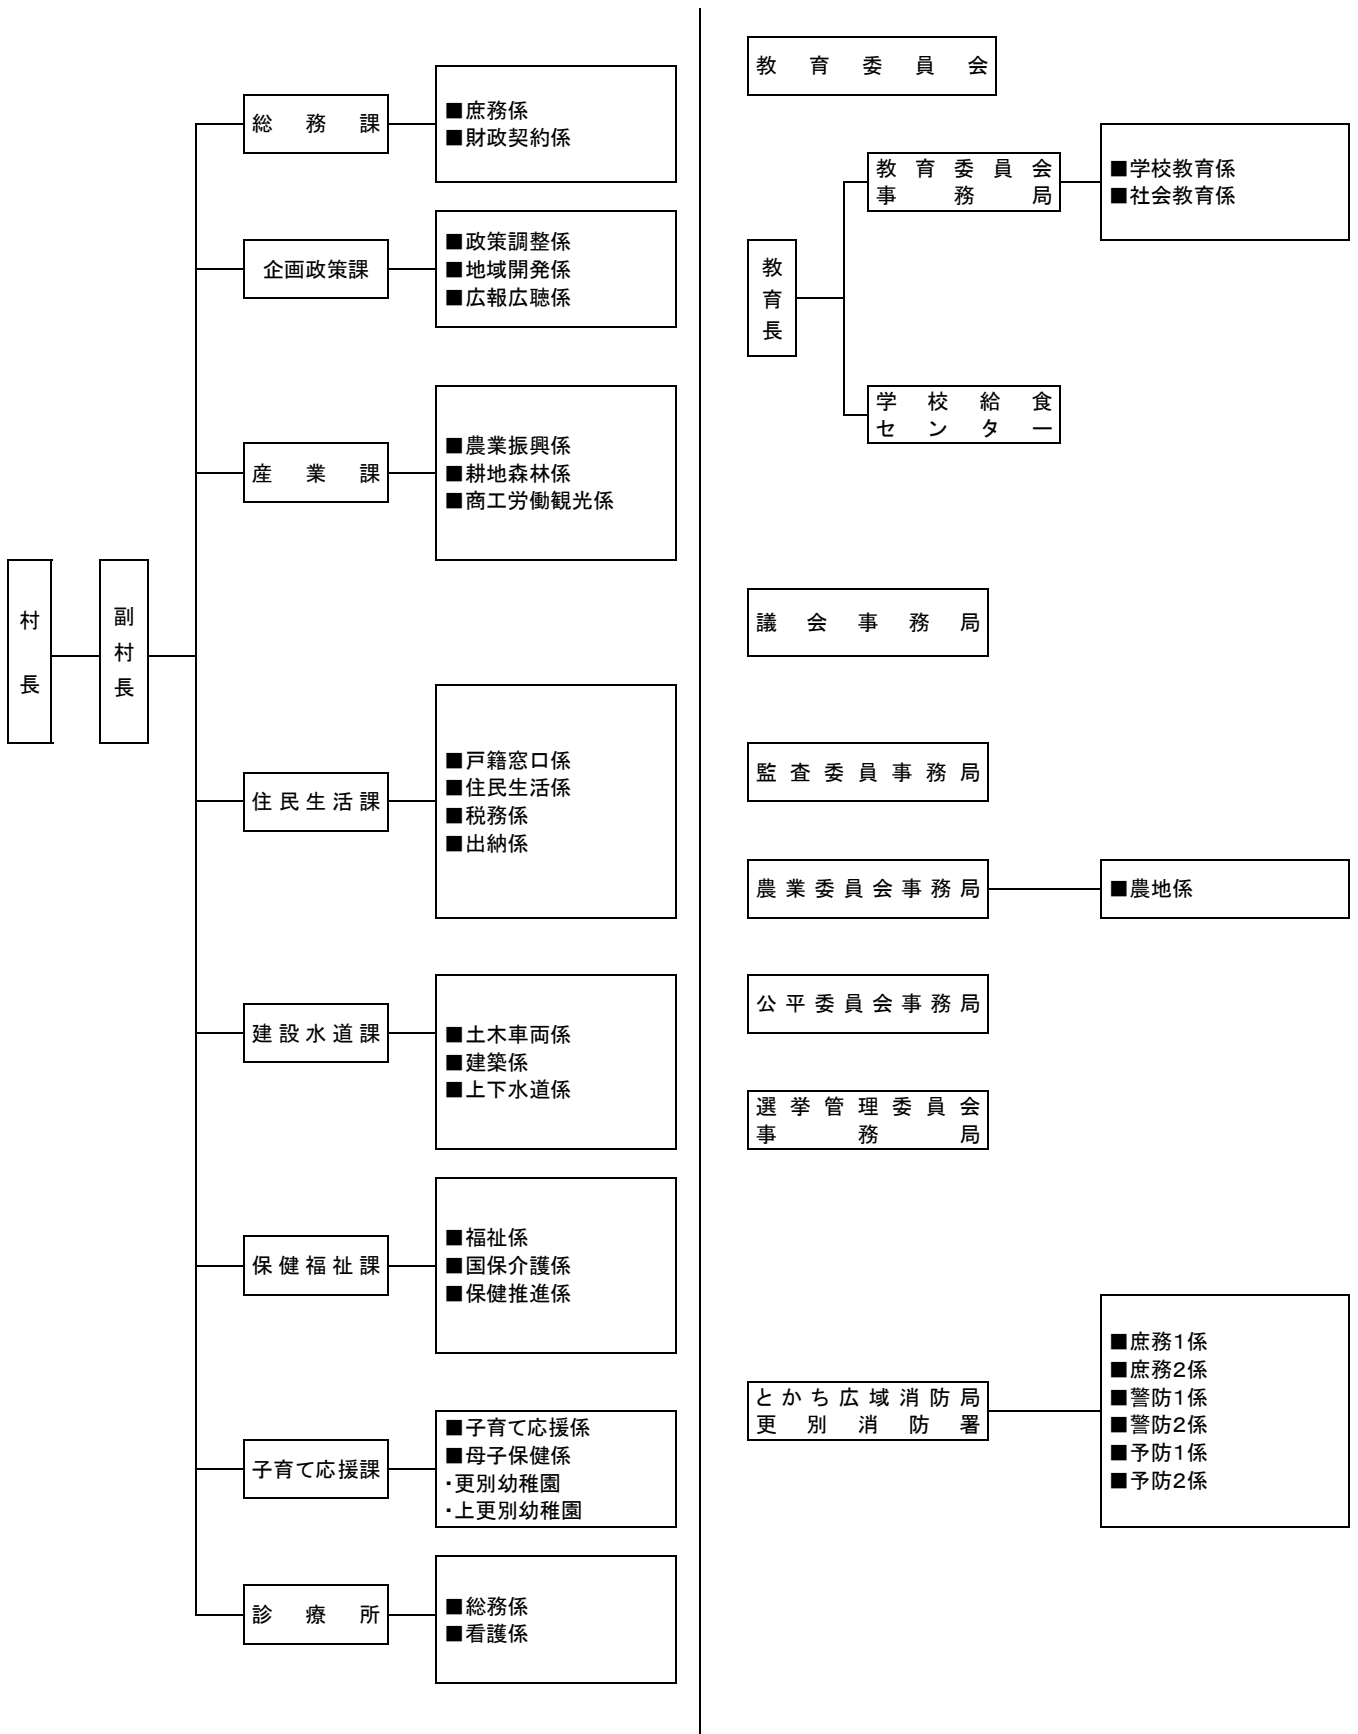 村長
副村長
総務課
■庶務係
■財政契約係
企画政策課
■政策調整係
■地域開発係
■広報広聴係
産業課
■農業振興係
■耕地森林係
■商工労働観光係
住民生活課
■戸籍窓口係
■住民生活係
■税務係
■出納係
建設水道課
■土木車両係
■建築係
■上下水道係
保健福祉課
■福祉係
■国保介護係
■保健推進係
子育て応援課
■子育て応援係
■母子保健係
・更別幼稚園
・上更別幼稚園
診療所
■総務係
■看護係
教育委員会
教育長
教育委員会
事務局
■学校教育係
■社会教育係
学校給食
センター
議会事務局
監査委員事務局
農業委員会事務局
■農地係
公平委員会事務局
選挙管理委員会
事務局
とかち広域消防局
更別消防署
■庶務1係
■庶務2係
■警防1係
■警防2係
■予防1係
■予防2係